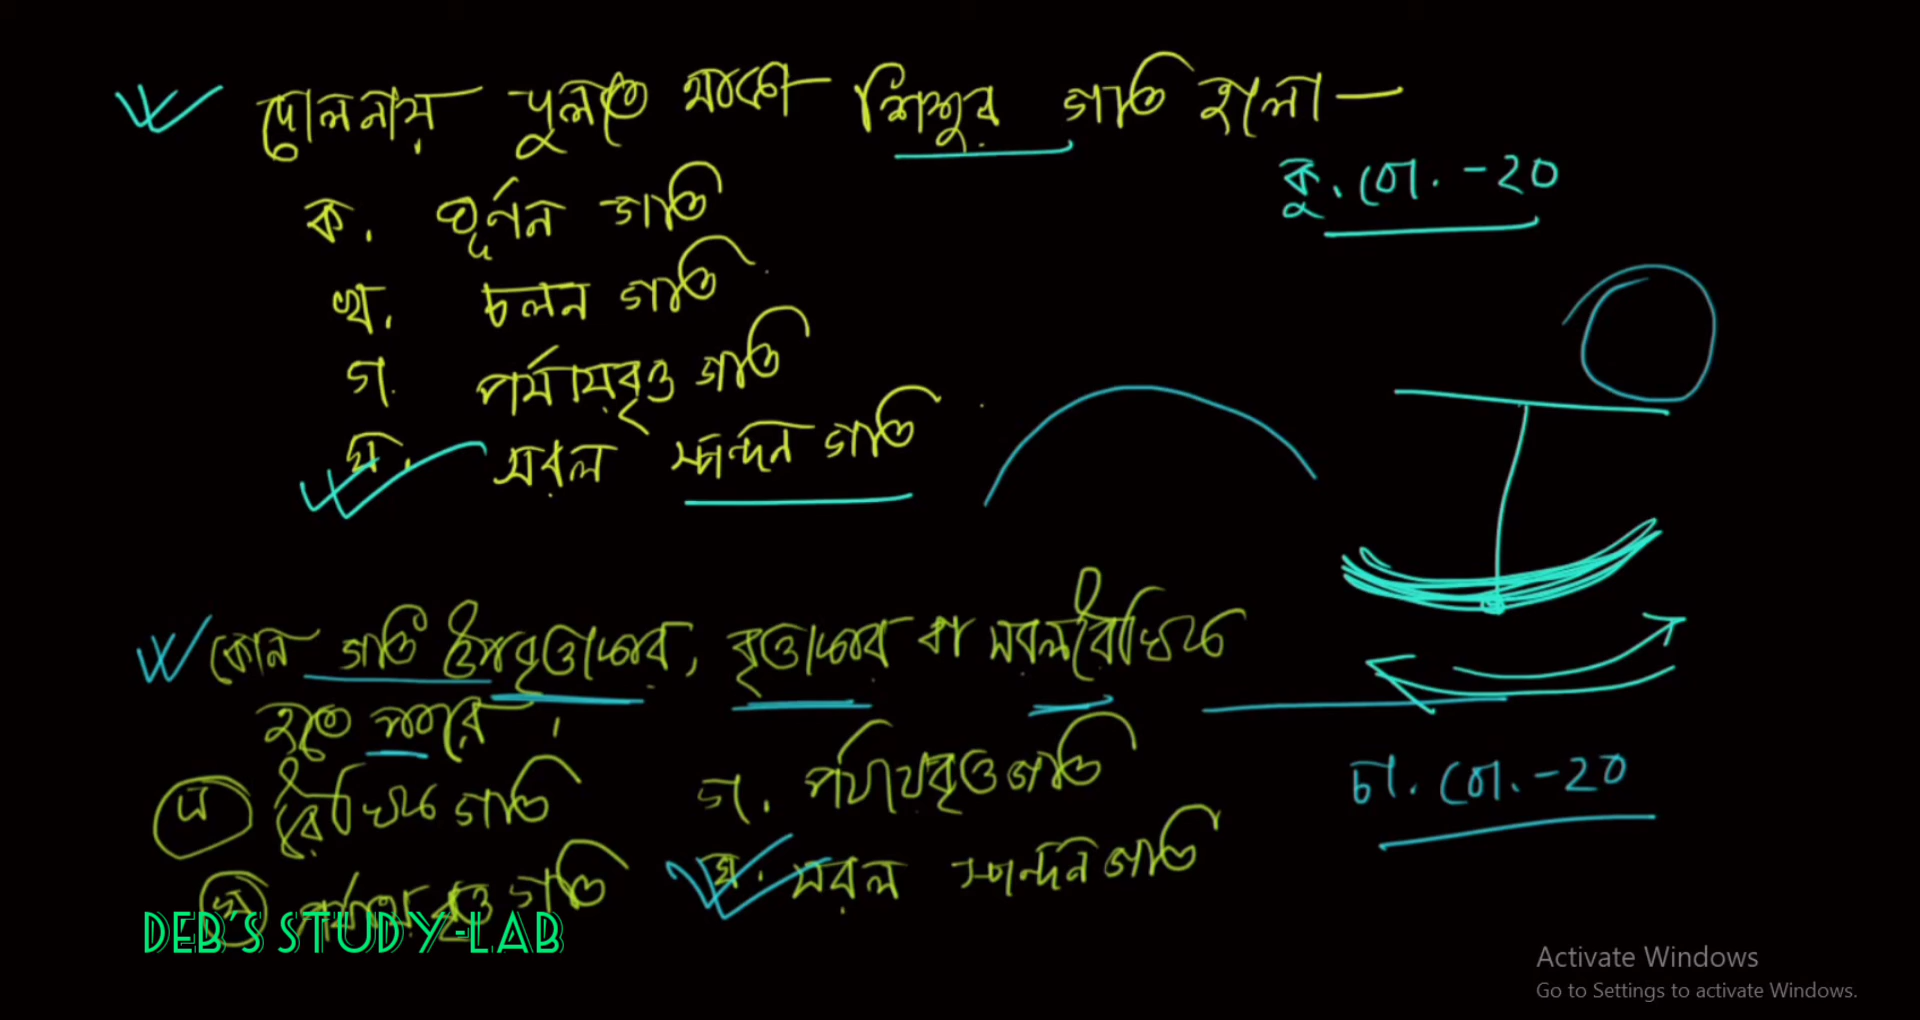 দোলনায় দুলতে থাকা শিশুর গতি হলো —
কু. বো. - 20
ক. ঘূর্ণন গতি
খ. চলন গতি
গ. পর্যায়বৃত্ত গতি
ঘ. সরল স্পন্দন গতি
কোন গতি উপবৃত্তাকার, বৃত্তাকার বা সরলরৈখিক
হতে পারে
রৈখিক গতি
গ. পর্যায়বৃত্ত গতি
ঢা. বো. - 20
গতি
ঘ. সরল স্পন্দন গতি
DEB'S STUDY-LAB
Activate Windows
Go to Settings to activate Windows.